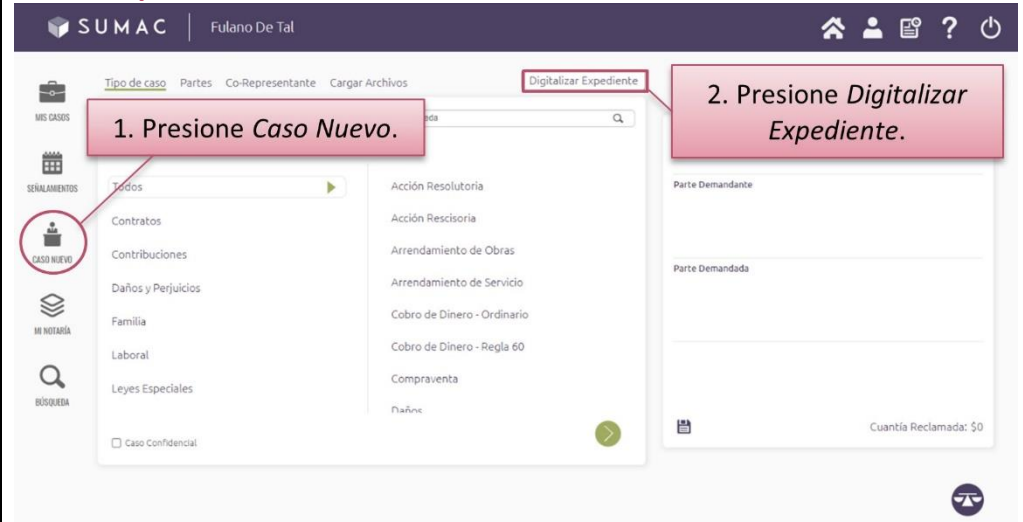 SUMAC
Fulano De Tal
?
Tipo de caso Partes Co-Representante Cargar Archivos Digitalizar Expediente
1. Presione Caso Nuevo.
2. Presione Digitalizar
Expediente.
MIS CASOS
SEÑALAMIENTOS
CASO NUEVO
MI NOTARÍA
BÚSQUEDA
Todos
Contratos
Contribuciones
Daños y Perjuicios
Familia
Laboral
Leyes Especiales
Caso Confidencial
Acción Resolutoria
Acción Rescisoria
Arrendamiento de Obras
Arrendamiento de Servicio
Cobro de Dinero - Ordinario
Cobro de Dinero - Regla 60
Compraventa
Daños
Parte Demandante
Parte Demandada
Cuantía Reclamada: $0